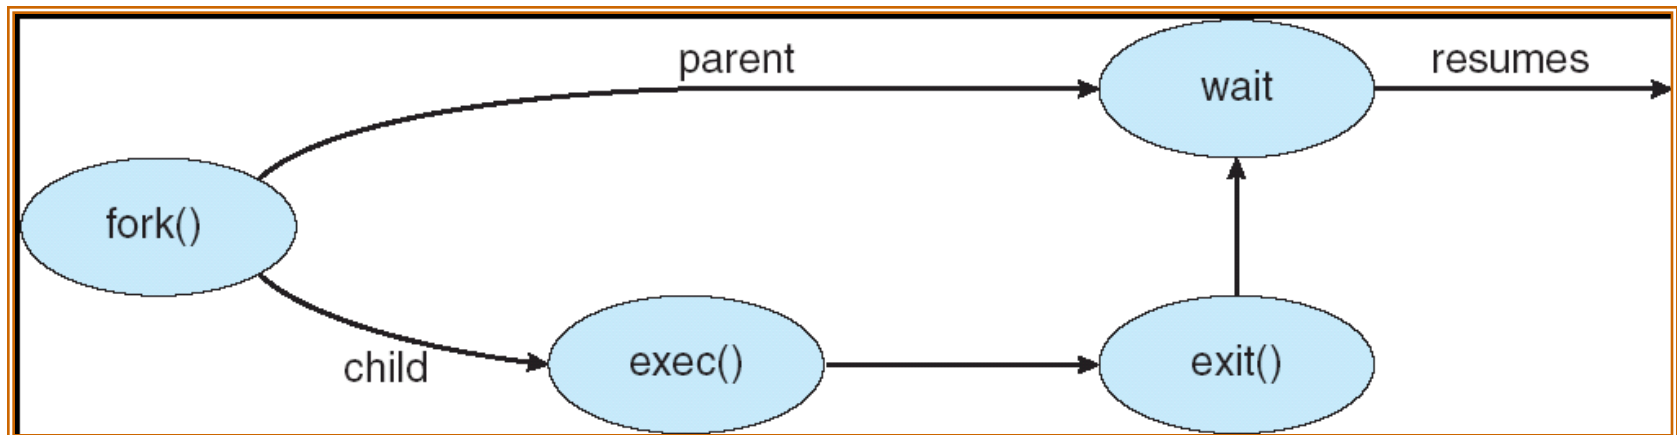 parent
wait
resumes
fork()
child
exec()
exit()